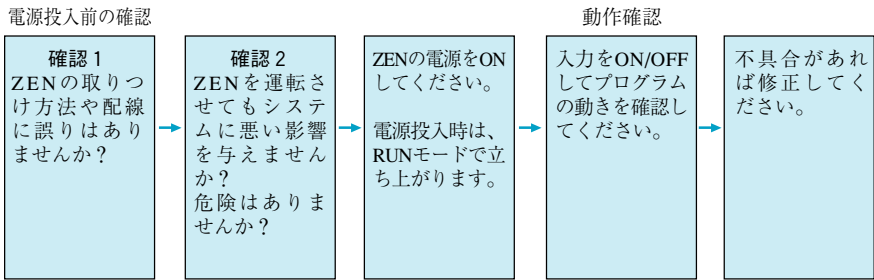 電源投入前の確認
動作確認
確認 1
ZENの取りつ
け方法や配線
に誤りはあり
ませんか？
確認 2
ZENを運転さ
せてもシステ
ムに悪い影響
を与えません
か？
危険はありま
せんか？
ZENの電源をON
してください。
電源投入時は、
RUNモードで立
ち上がります。
入力をON/OFF
してプログラム
の動きを確認し
てください。
不具合があれ
ば修正してく
ださい。